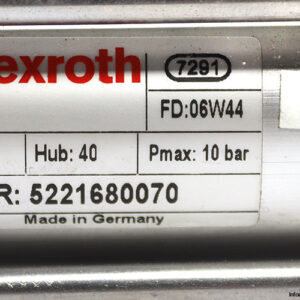 exroth
7291
FD:06W44
Hub: 40
Pmax: 10 bar
R: 5221680070
Made in Germany